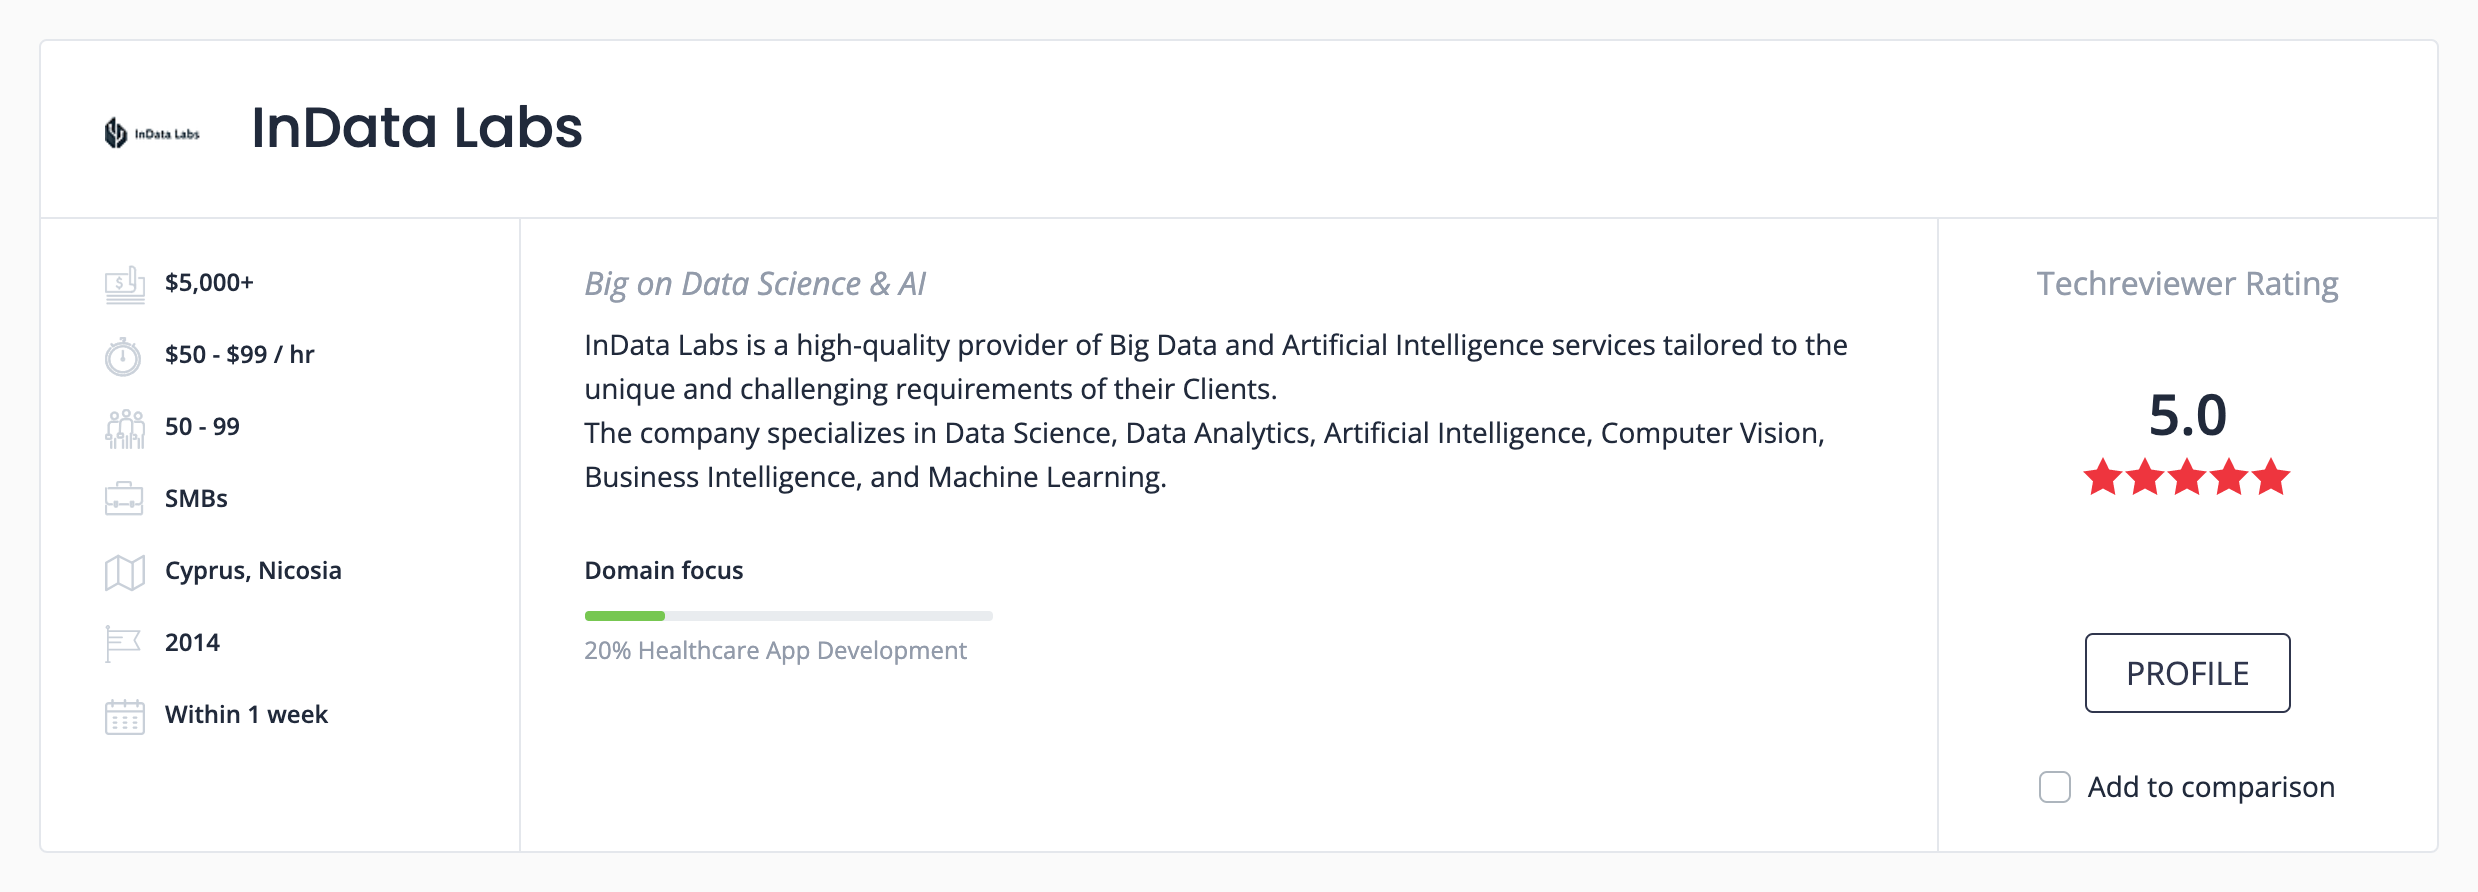 InData Labs
InData Labs
$5,000+
$50 - $99 / hr
50 - 99
SMBs
Cyprus, Nicosia
2014
Within 1 week
Big on Data Science & AI
InData Labs is a high-quality provider of Big Data and Artificial Intelligence services tailored to the
unique and challenging requirements of their Clients.
The company specializes in Data Science, Data Analytics, Artificial Intelligence, Computer Vision,
Business Intelligence, and Machine Learning.
Domain focus
20% Healthcare App Development
Techreviewer Rating
5.0
PROFILE
Add to comparison